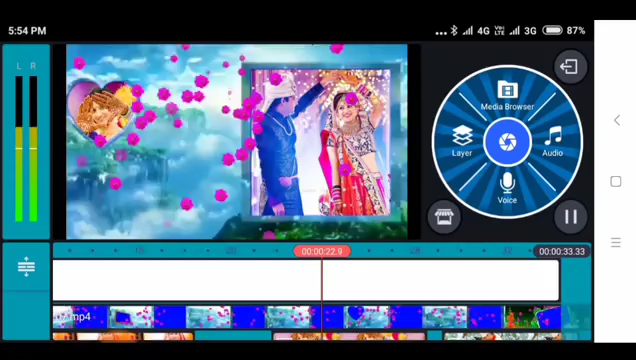 5:54 PM
... 4G VoLTE 3G 87%
L R
Media Browser
Layer
Audio
Voice
00:00:22.9
00:00:33.33
.mp4